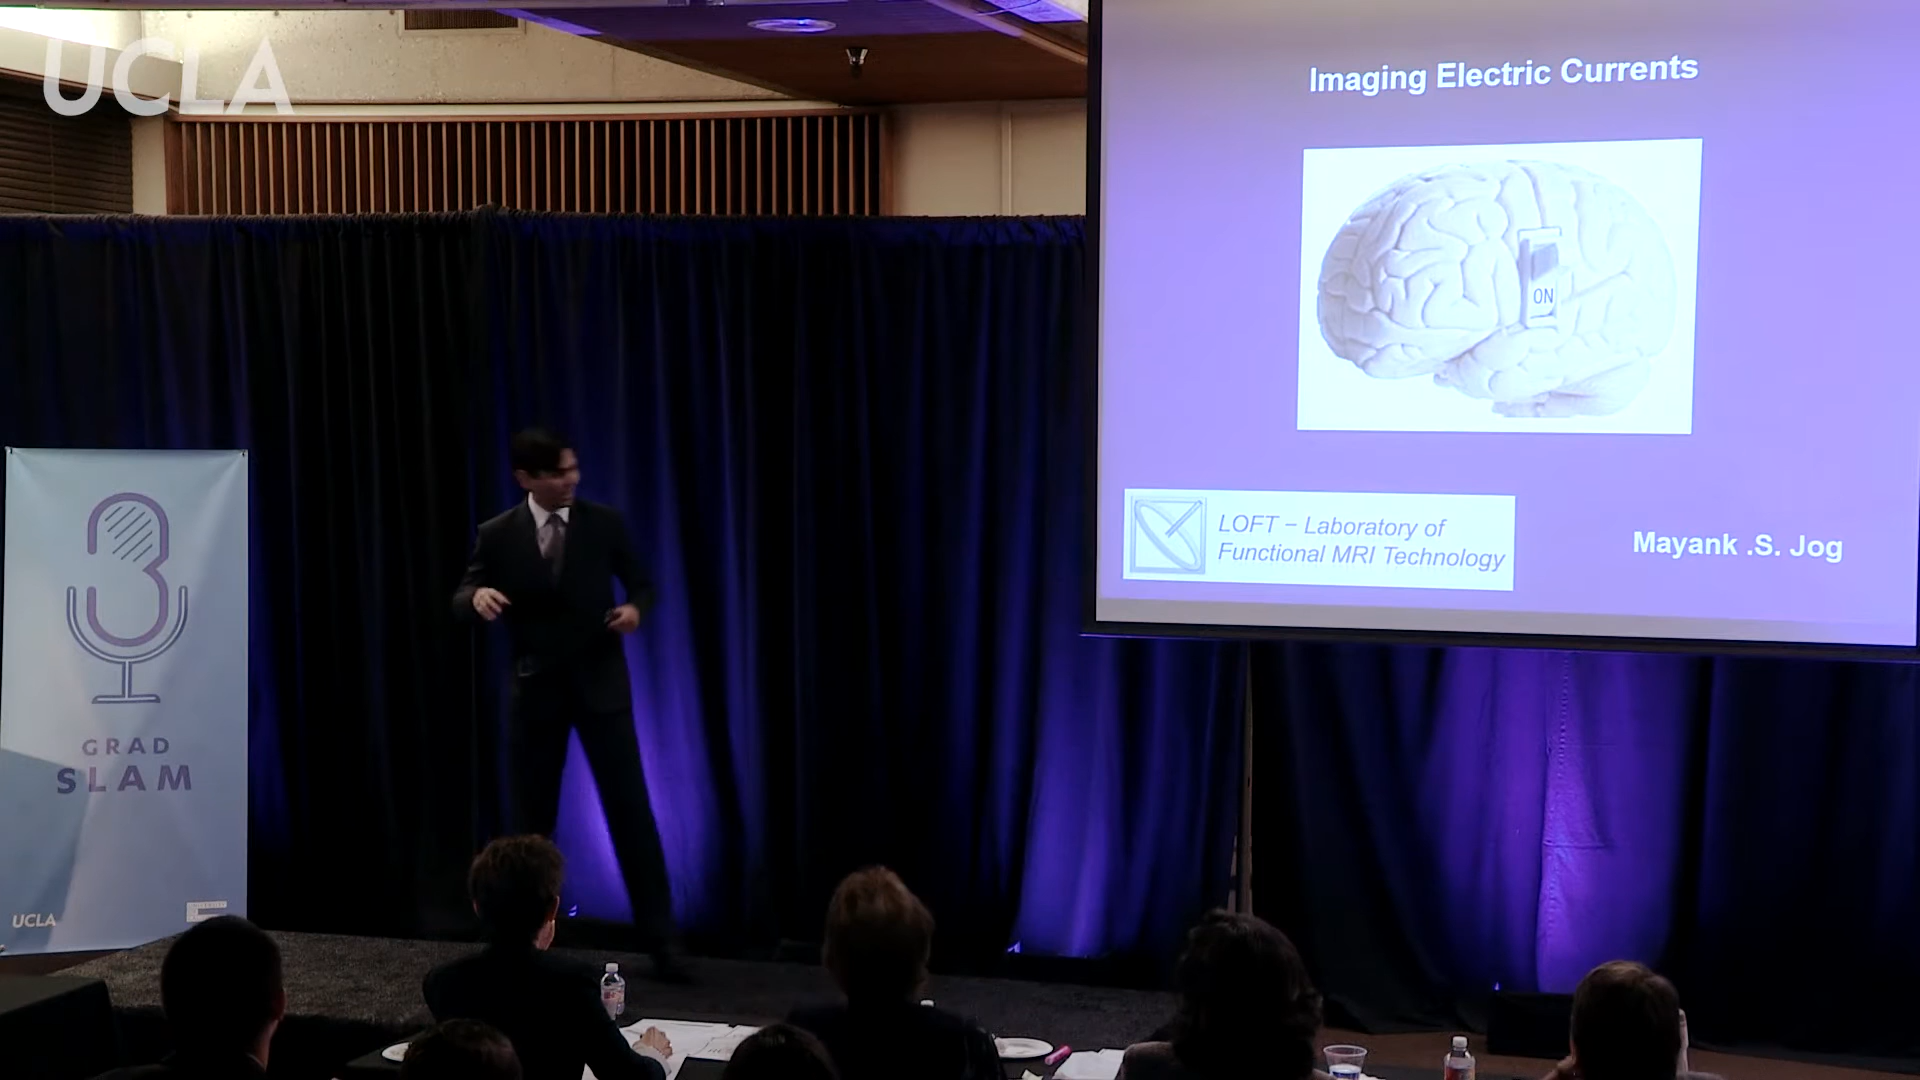 UCLA
Imaging Electric Currents
ON
LOFT – Laboratory of
Functional MRI Technology
Mayank .S. Jog
GRAD
SLAM
UCLA